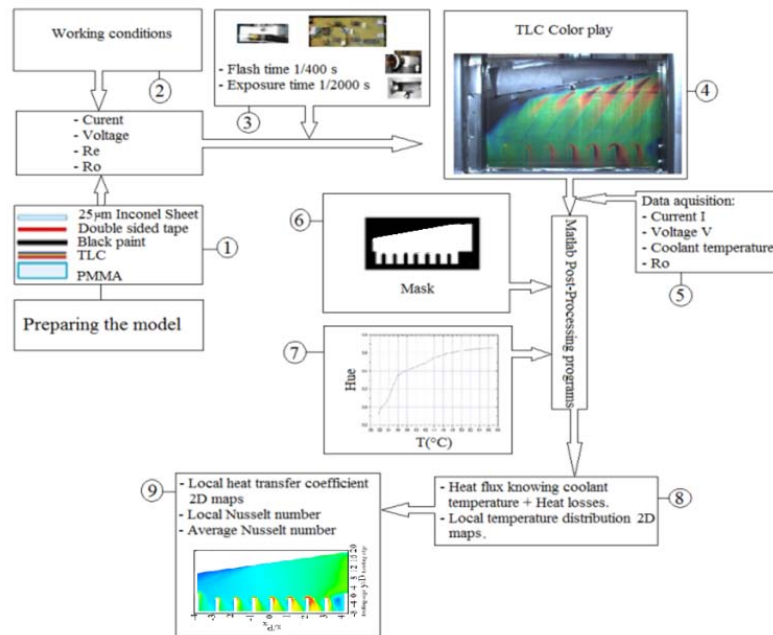 Working conditions
②
- Curent
- Voltage
- Re
- Ro
- Flash time 1/400 s
- Exposure time 1/2000 s
③
TLC Color play
④
25µm Inconel Sheet
Double sided tape
Black paint
TLC
PMMA
①
Preparing the model
Data aquisition:
- Current I
- Voltage V
- Coolant temperature
- Ro
⑤
⑥
Mask
Matlab Post-Processing programs
⑦
Hue
T(°C)
- Heat flux knowing coolant
temperature + Heat losses.
- Local temperature distribution 2D
maps.
⑧
⑨
- Local heat transfer coefficient
2D maps
- Local Nusselt number
- Average Nusselt number